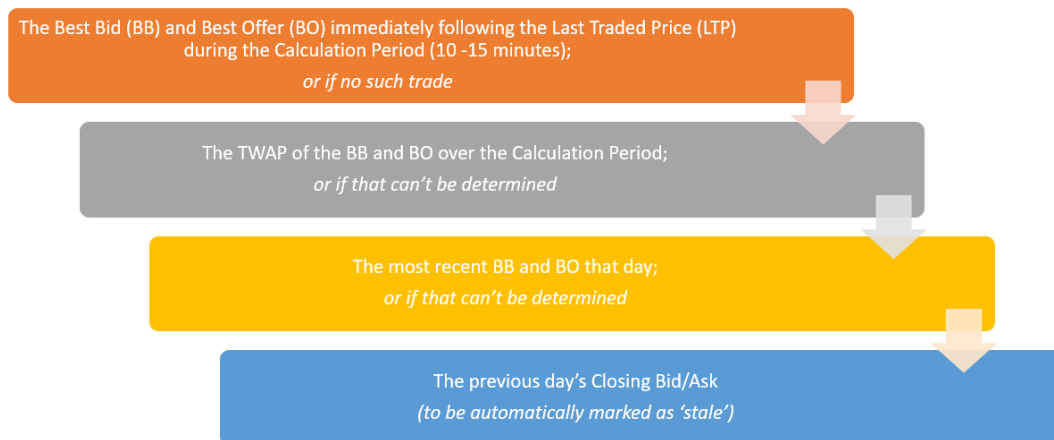 The Best Bid (BB) and Best Offer (BO) immediately following the Last Traded Price (LTP)
during the Calculation Period (10 -15 minutes);
or if no such trade
The TWAP of the BB and BO over the Calculation Period;
or if that can’t be determined
The most recent BB and BO that day;
or if that can’t be determined
The previous day’s Closing Bid/Ask
(to be automatically marked as ‘stale’)